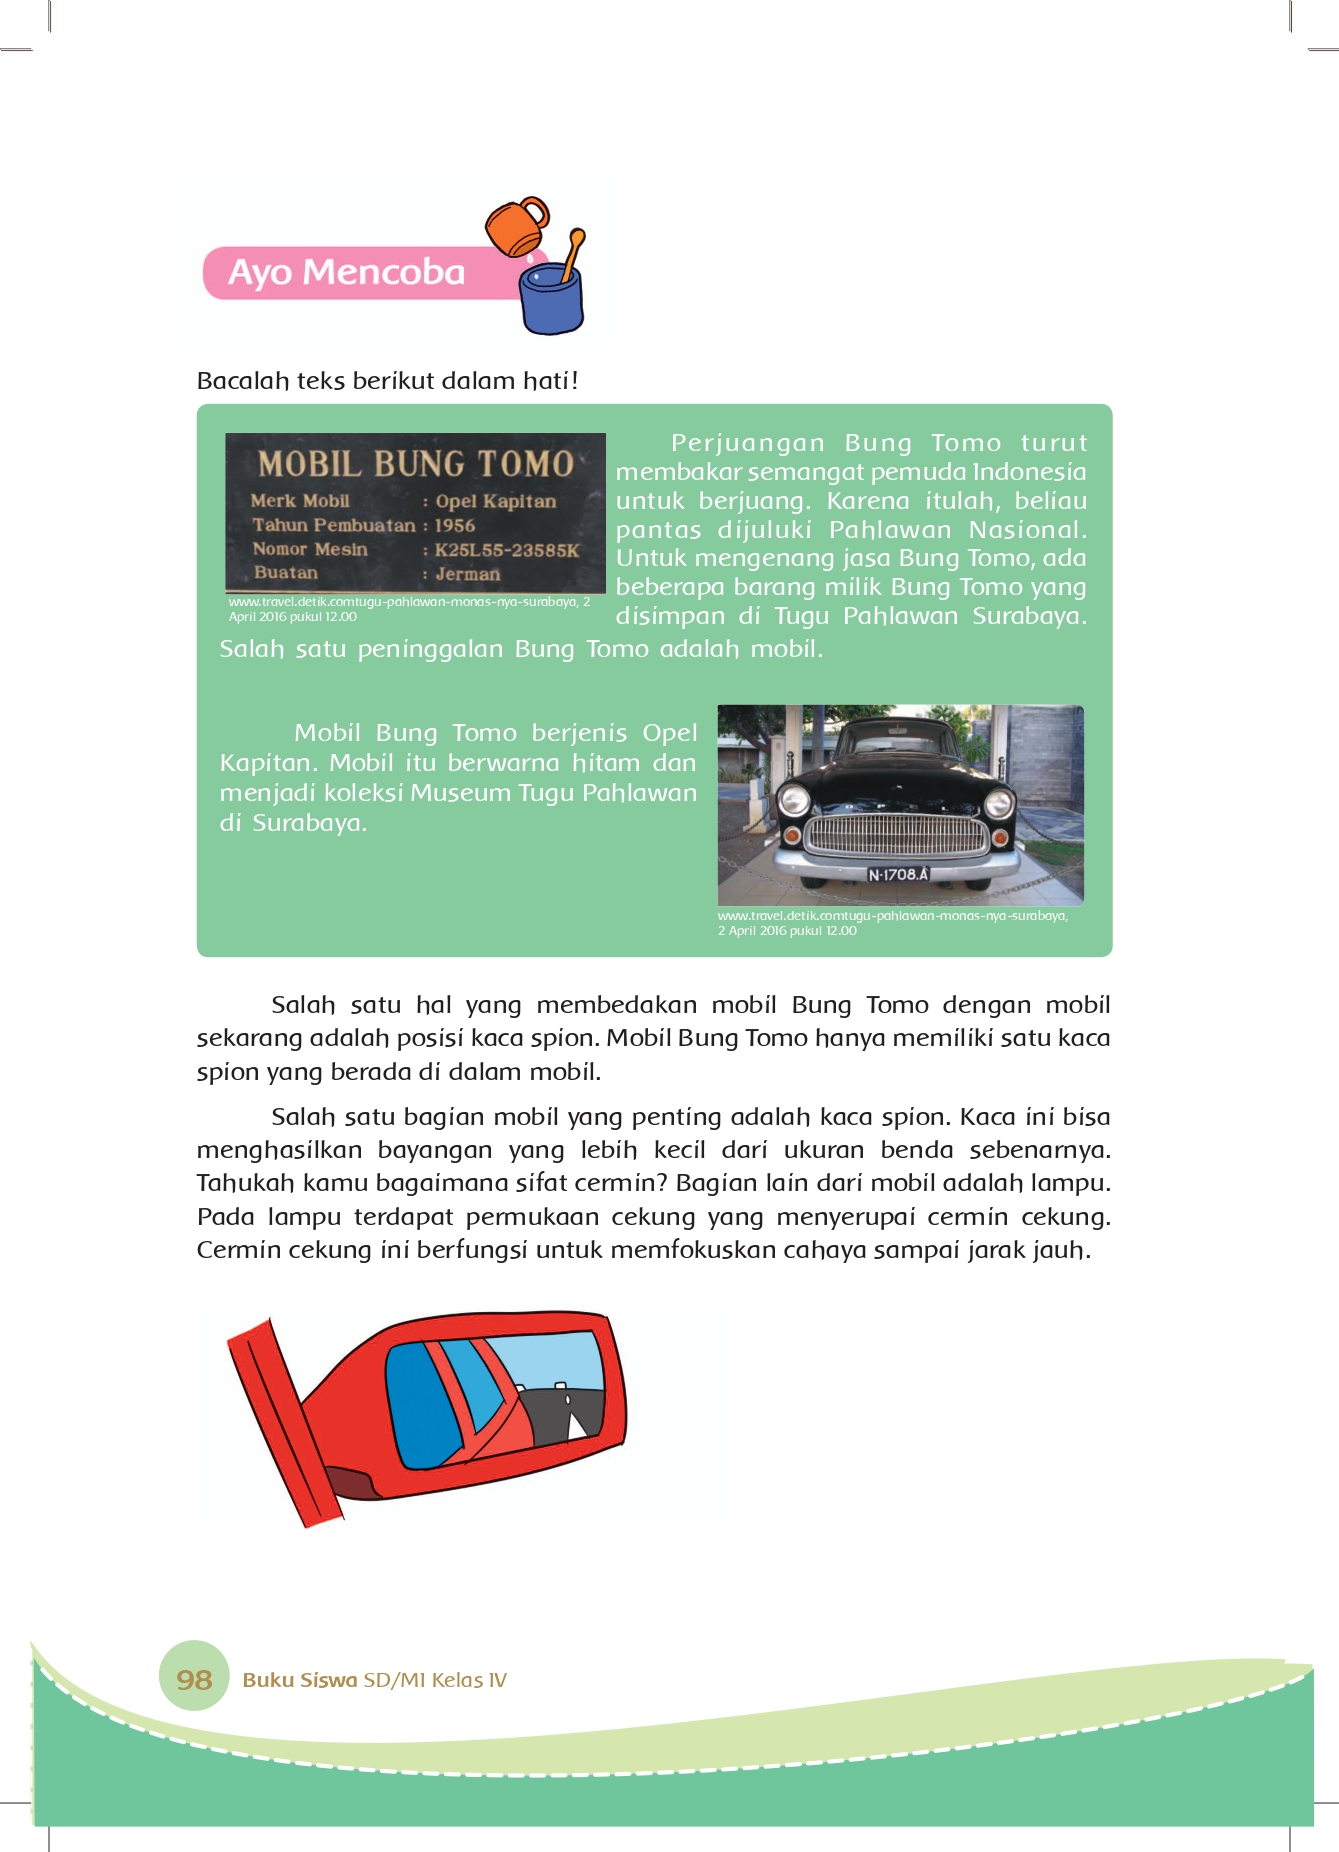 Ayo Mencoba
Bacalah teks berikut dalam hati!
MOBIL BUNG TOMO
Merk Mobil : Opel Kapitan
Tahun Pembuatan : 1956
Nomor Mesin : K25L55-23585K
Buatan : Jerman
www.travel.detik.comtugu-pahlawan-monas-nya-surabaya, 2
April 2016 pukul 12.00
Perjuangan Bung Tomo turut
membakar semangat pemuda Indonesia
untuk berjuang. Karena itulah, beliau
pantas dijuluki Pahlawan Nasional.
Untuk mengenang jasa Bung Tomo, ada
beberapa barang milik Bung Tomo yang
disimpan di Tugu Pahlawan Surabaya.
Salah satu peninggalan Bung Tomo adalah mobil.
Mobil Bung Tomo berjenis Opel
Kapitan. Mobil itu berwarna hitam dan
menjadi koleksi Museum Tugu Pahlawan
di Surabaya.
N-1708.A
www.travel.detik.comtugu-pahlawan-monas-nya-surabaya,
2 April 2016 pukul 12.00
Salah satu hal yang membedakan mobil Bung Tomo dengan mobil
sekarang adalah posisi kaca spion. Mobil Bung Tomo hanya memiliki satu kaca
spion yang berada di dalam mobil.
Salah satu bagian mobil yang penting adalah kaca spion. Kaca ini bisa
menghasilkan bayangan yang lebih kecil dari ukuran benda sebenarnya.
Tahukah kamu bagaimana sifat cermin? Bagian lain dari mobil adalah lampu.
Pada lampu terdapat permukaan cekung yang menyerupai cermin cekung.
Cermin cekung ini berfungsi untuk memfokuskan cahaya sampai jarak jauh.
98 Buku Siswa SD/MI Kelas IV